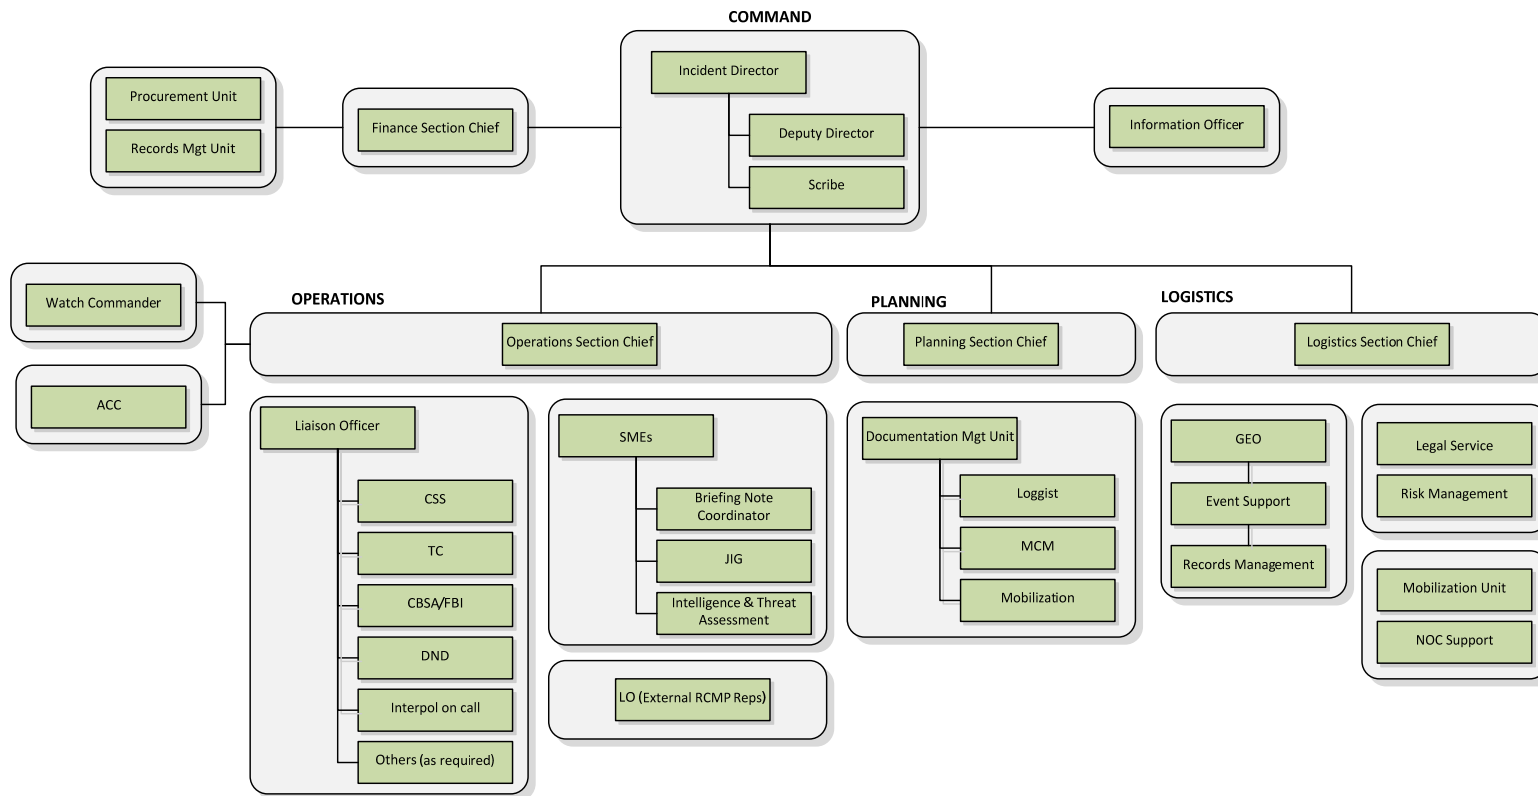 COMMAND
Incident Director
Deputy Director
Scribe
Procurement Unit
Records Mgt Unit
Finance Section Chief
Information Officer
Watch Commander
ACC
OPERATIONS
Operations Section Chief
PLANNING
Planning Section Chief
LOGISTICS
Logistics Section Chief
Liaison Officer
CSS
TC
CBSA/FBI
DND
Interpol on call
Others (as required)
SMEs
Briefing Note
Coordinator
JIG
Intelligence & Threat
Assessment
LO (External RCMP Reps)
Documentation Mgt Unit
Loggist
MCM
Mobilization
GEO
Event Support
Records Management
Legal Service
Risk Management
Mobilization Unit
NOC Support